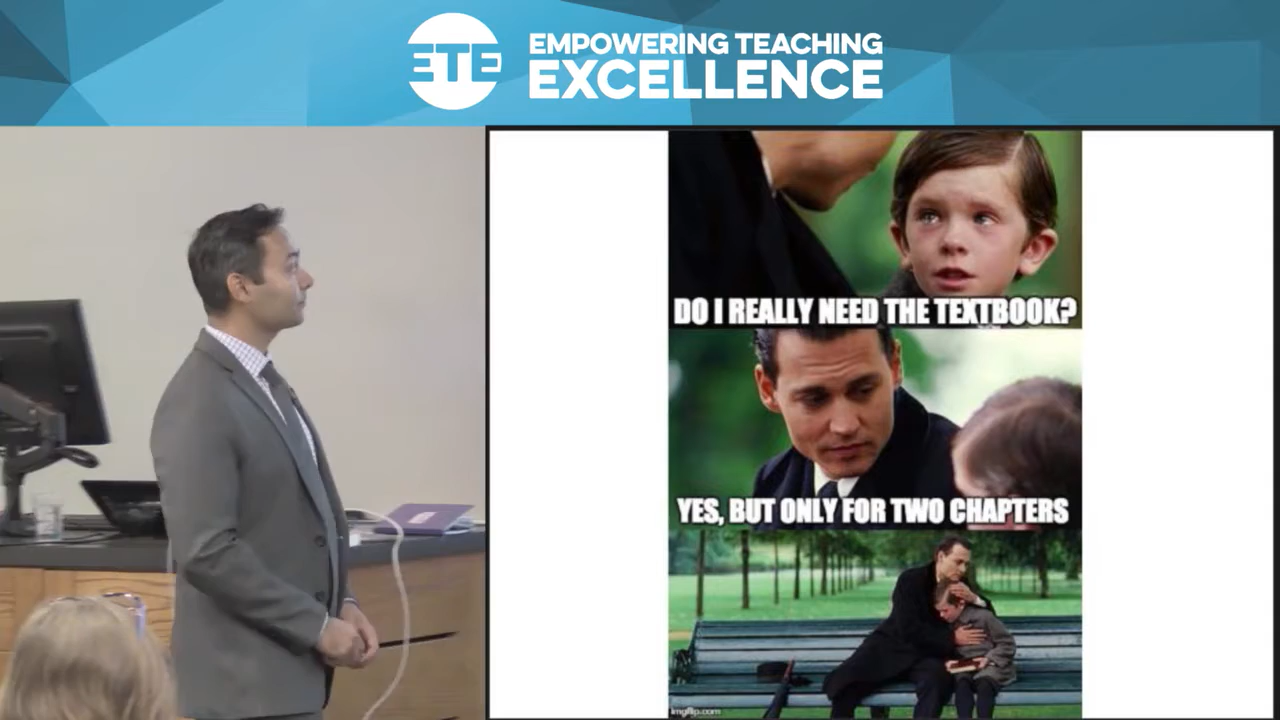 ETE
EMPOWERING TEACHING
EXCELLENCE
DO I REALLY NEED THE TEXTBOOK?
YES, BUT ONLY FOR TWO CHAPTERS
imgflip.com